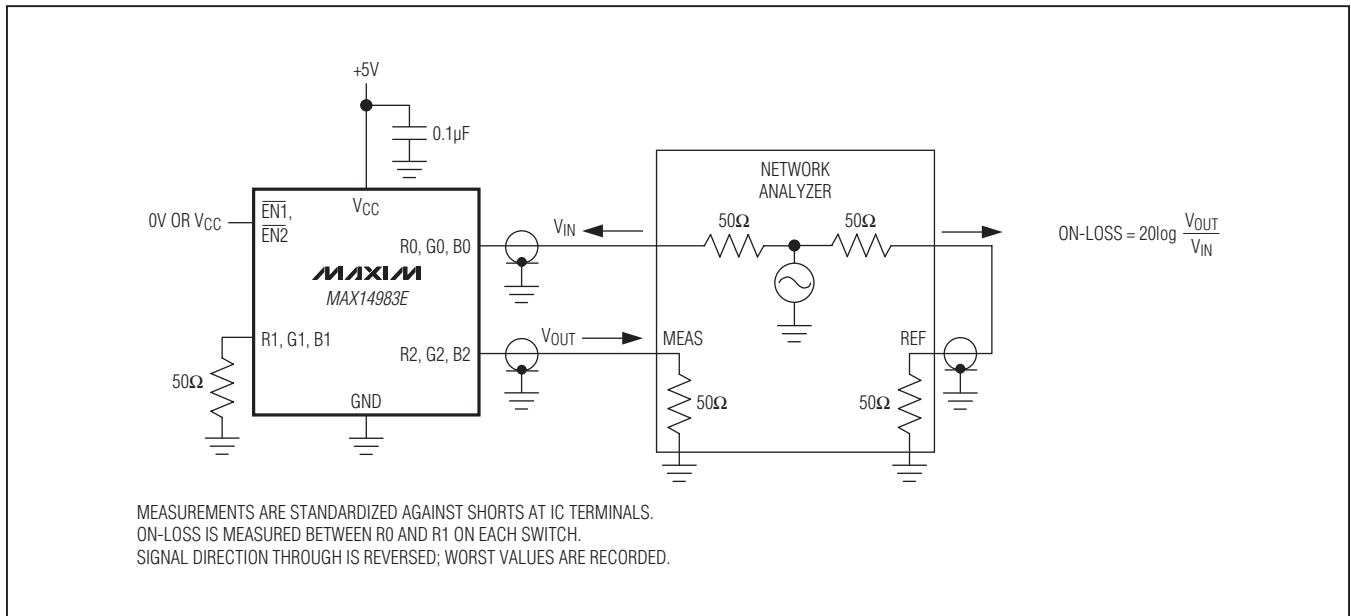 +5V
0.1µF
NETWORK
ANALYZER
50Ω 50Ω
0V OR VCC
EN1,
EN2
VCC
R0, G0, B0
VIN
ON-LOSS = 20log VOUT
VIN
MAXIM
MAX14983E
R1, G1, B1
R2, G2, B2
VOUT
MEAS
REF
50Ω
GND
50Ω
50Ω
MEASUREMENTS ARE STANDARDIZED AGAINST SHORTS AT IC TERMINALS.
ON-LOSS IS MEASURED BETWEEN R0 AND R1 ON EACH SWITCH.
SIGNAL DIRECTION THROUGH IS REVERSED; WORST VALUES ARE RECORDED.